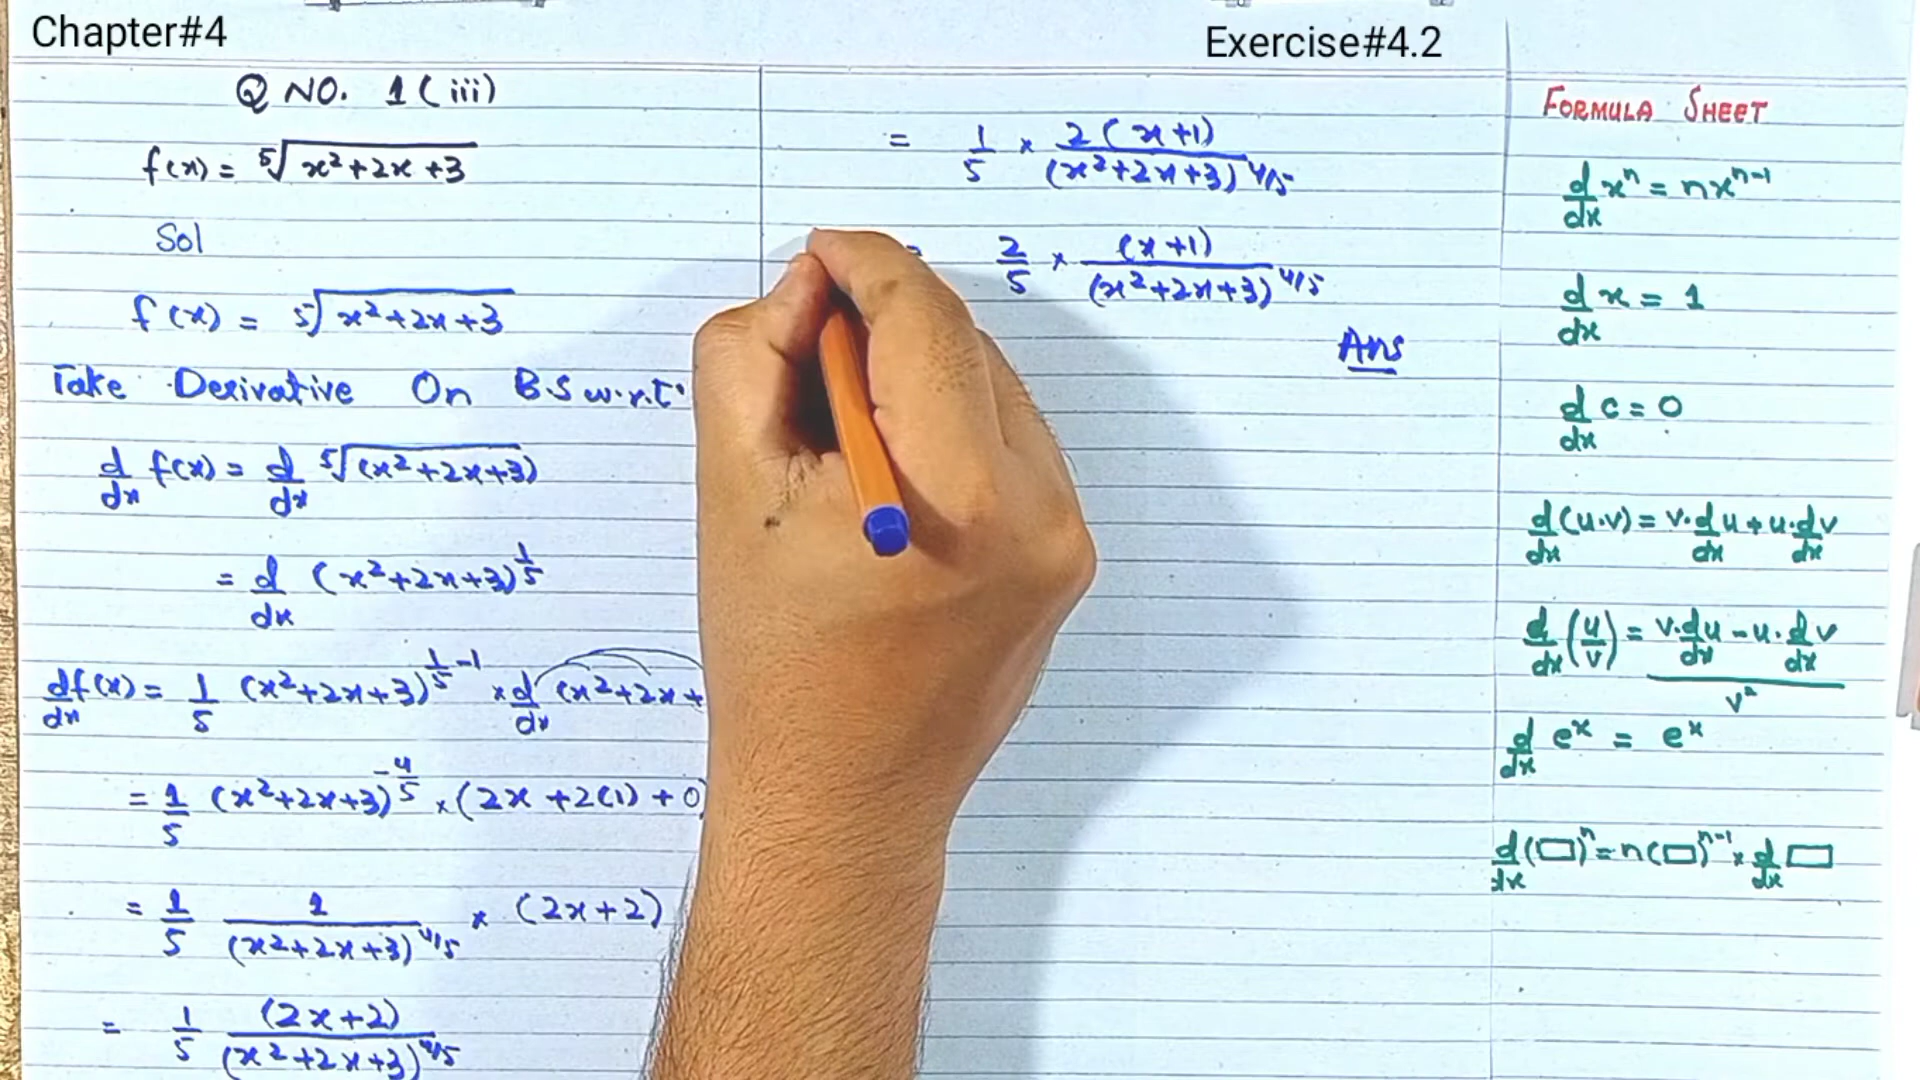 Chapter#4
Exercise#4.2
Q NO. 1 (iii)
f(x) = ⁵√x²+2x+3
Sol
f(x) = ⁵√x²+2x+3
Take Derivative On B.S w.r.t
d/dx f(x) = d/dx ⁵√(x²+2x+3)
= d/dx (x²+2x+3)^1/5
df(x)/dx = 1/5 (x²+2x+3)^1/5-1 × d/dx (x²+2x+
= 1/5 (x²+2x+3)^-4/5 × (2x+2(1)+0)
= 1/5 1/(x²+2x+3)^4/5 × (2x+2)
= 1/5 (2x+2)/(x²+2x+3)^4/5
= 1/5 × 2(x+1)/(x²+2x+3)^4/5
= 2/5 × (x+1)/(x²+2x+3)^4/5
Ans
FORMULA SHEET
d/dx xⁿ = nxⁿ⁻¹
d/dx x = 1
d/dx c = 0
d/dx (u.v) = v.d/dx u + u.d/dx v
d/dx (u/v) = v.d/dx u - u.d/dx v / v²
d/dx eˣ = eˣ
d/dx (▭)ⁿ = n(▭)ⁿ⁻¹ × d/dx ▭